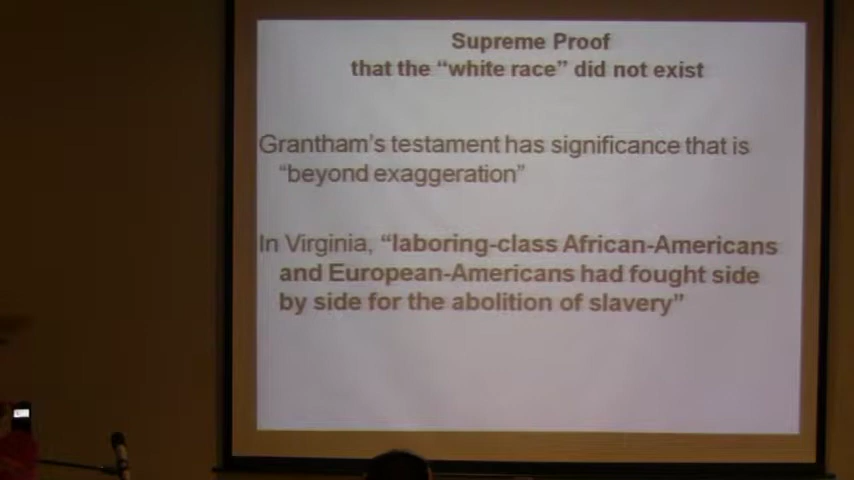 Supreme Proof
that the “white race” did not exist
Grantham’s testament has significance that is
“beyond exaggeration”
In Virginia, “laboring-class African-Americans
and European-Americans had fought side
by side for the abolition of slavery”